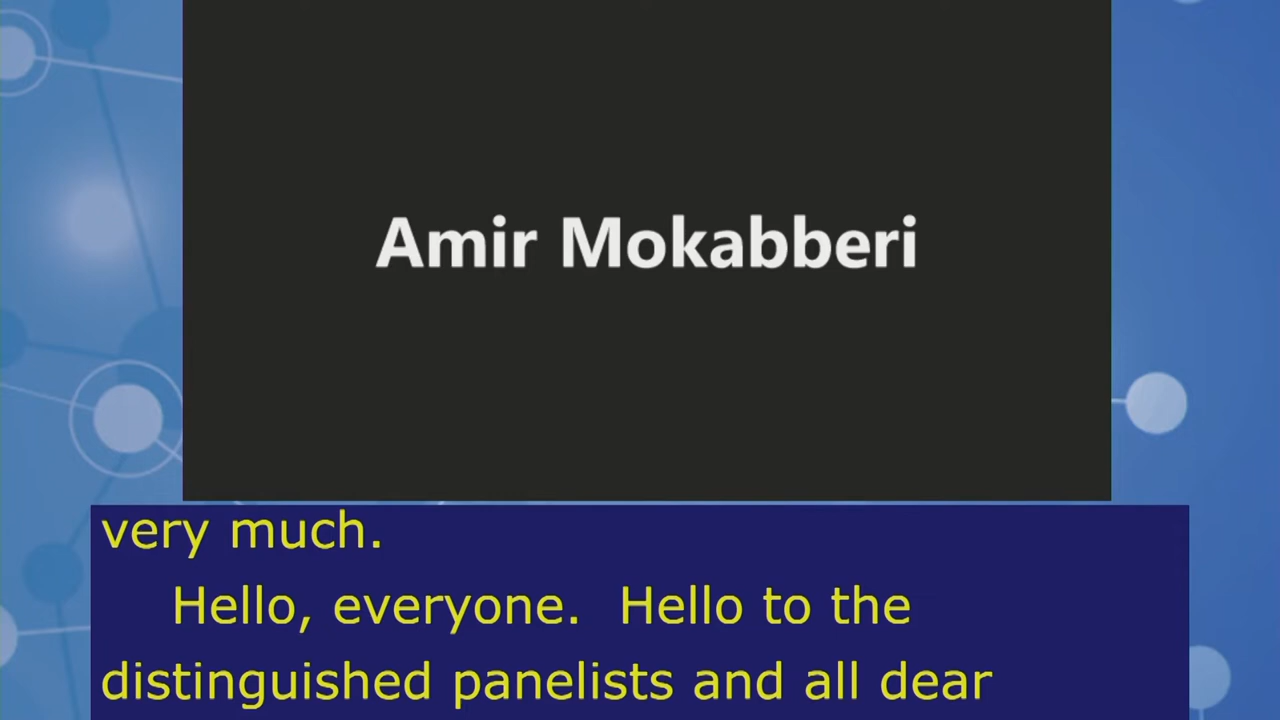 Amir Mokabberi
very much.
Hello, everyone.  Hello to the
distinguished panelists and all dear